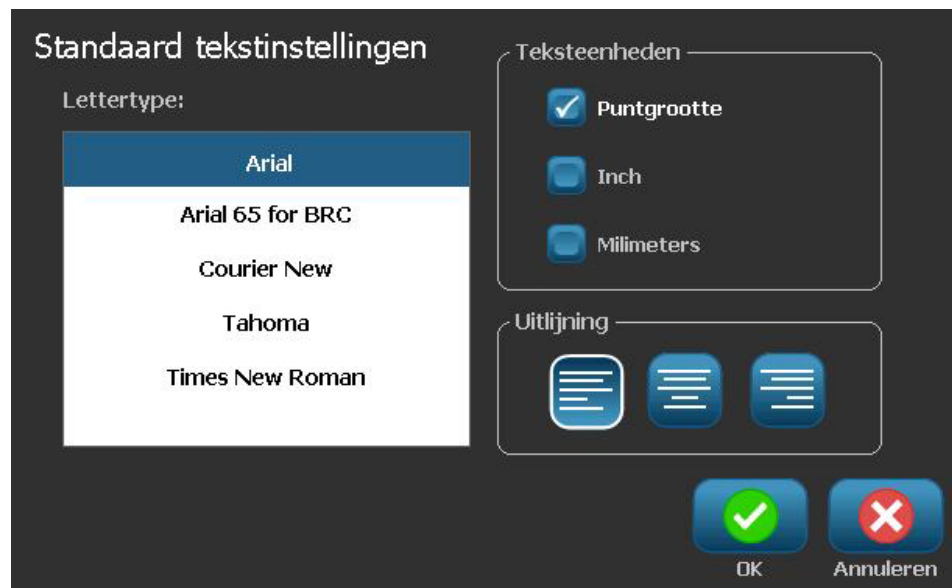 Standaard tekstinstellingen
Lettertype:
Arial
Arial 65 for BRC
Courier New
Tahoma
Times New Roman
Teksteenheden
Puntgrootte
Inch
Milimeters
Uitlijning
OK
Annuleren